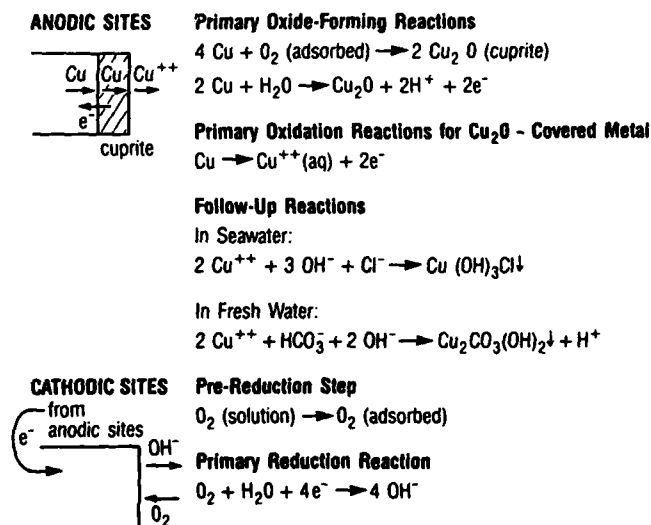 ANODIC SITES
Cu Cu Cu++
e-
cuprite
Primary Oxide-Forming Reactions
4 Cu + O2 (adsorbed) → 2 Cu2 O (cuprite)
2 Cu + H2O → Cu2O + 2H+ + 2e-
Primary Oxidation Reactions for Cu2O - Covered Metal
Cu → Cu++(aq) + 2e-
Follow-Up Reactions
In Seawater:
2 Cu++ + 3 OH- + Cl- → Cu (OH)3Cl↓
In Fresh Water:
2 Cu++ + HCO3- + 2 OH- → Cu2CO3(OH)2↓ + H+
CATHODIC SITES
from
e- anodic sites
OH-
O2
Pre-Reduction Step
O2 (solution) → O2 (adsorbed)
Primary Reduction Reaction
O2 + H2O + 4e- → 4 OH-